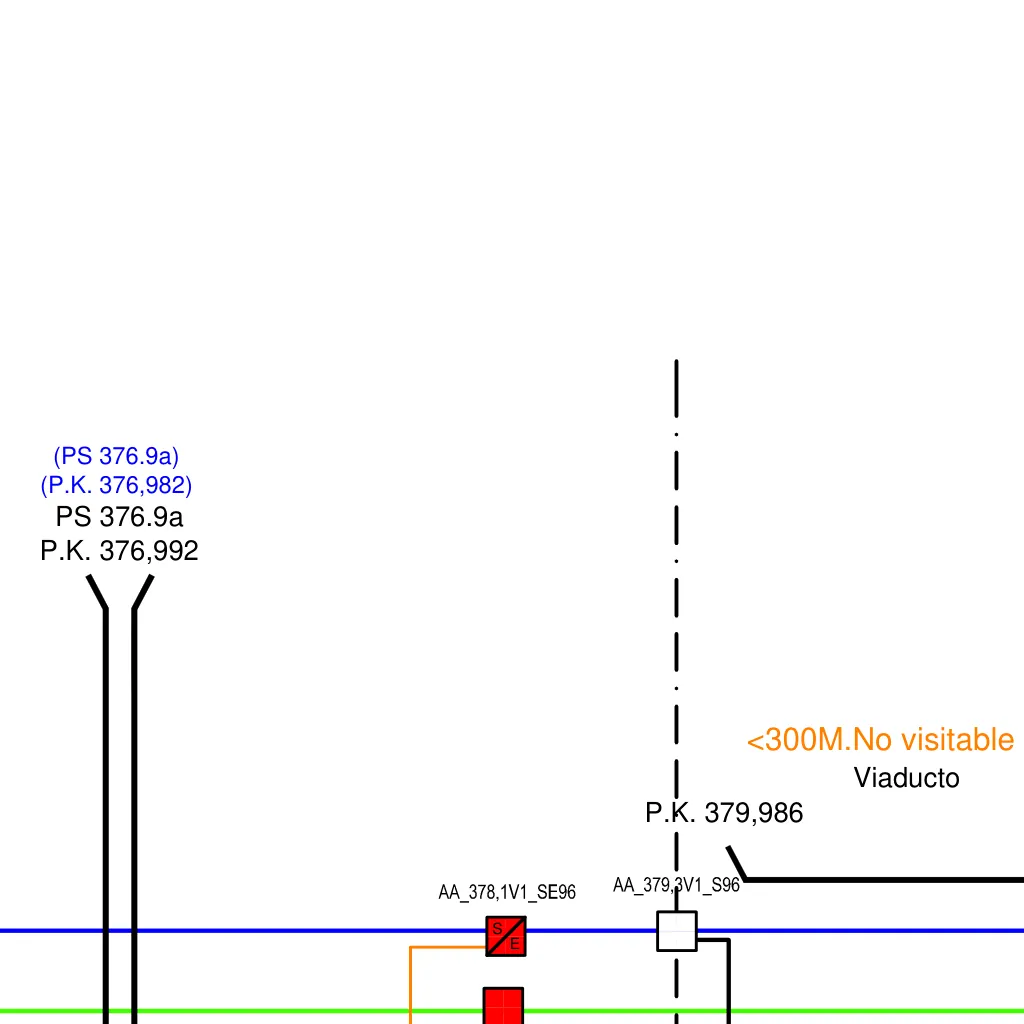 (PS 376.9a)
(P.K. 376,982)
PS 376.9a
P.K. 376,992
<300M.No visitable
Viaducto
P.K. 379,986
AA_378,1V1_SE96
AA_379,3V1_S96
S
E